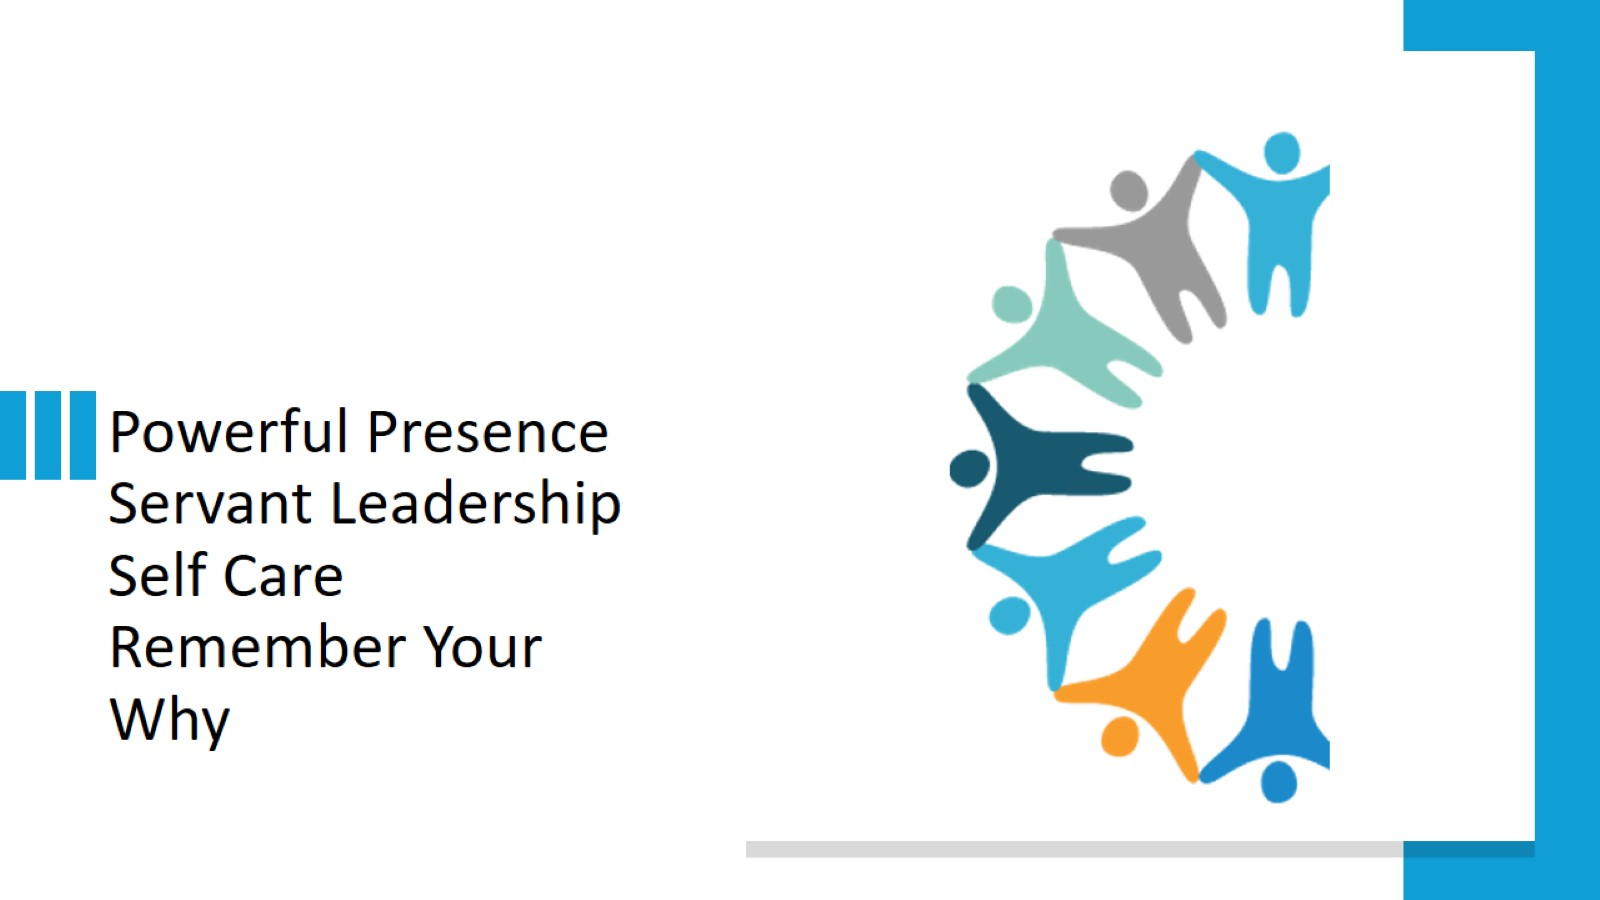 Powerful Presence
Servant Leadership
Self Care
Remember Your
Why